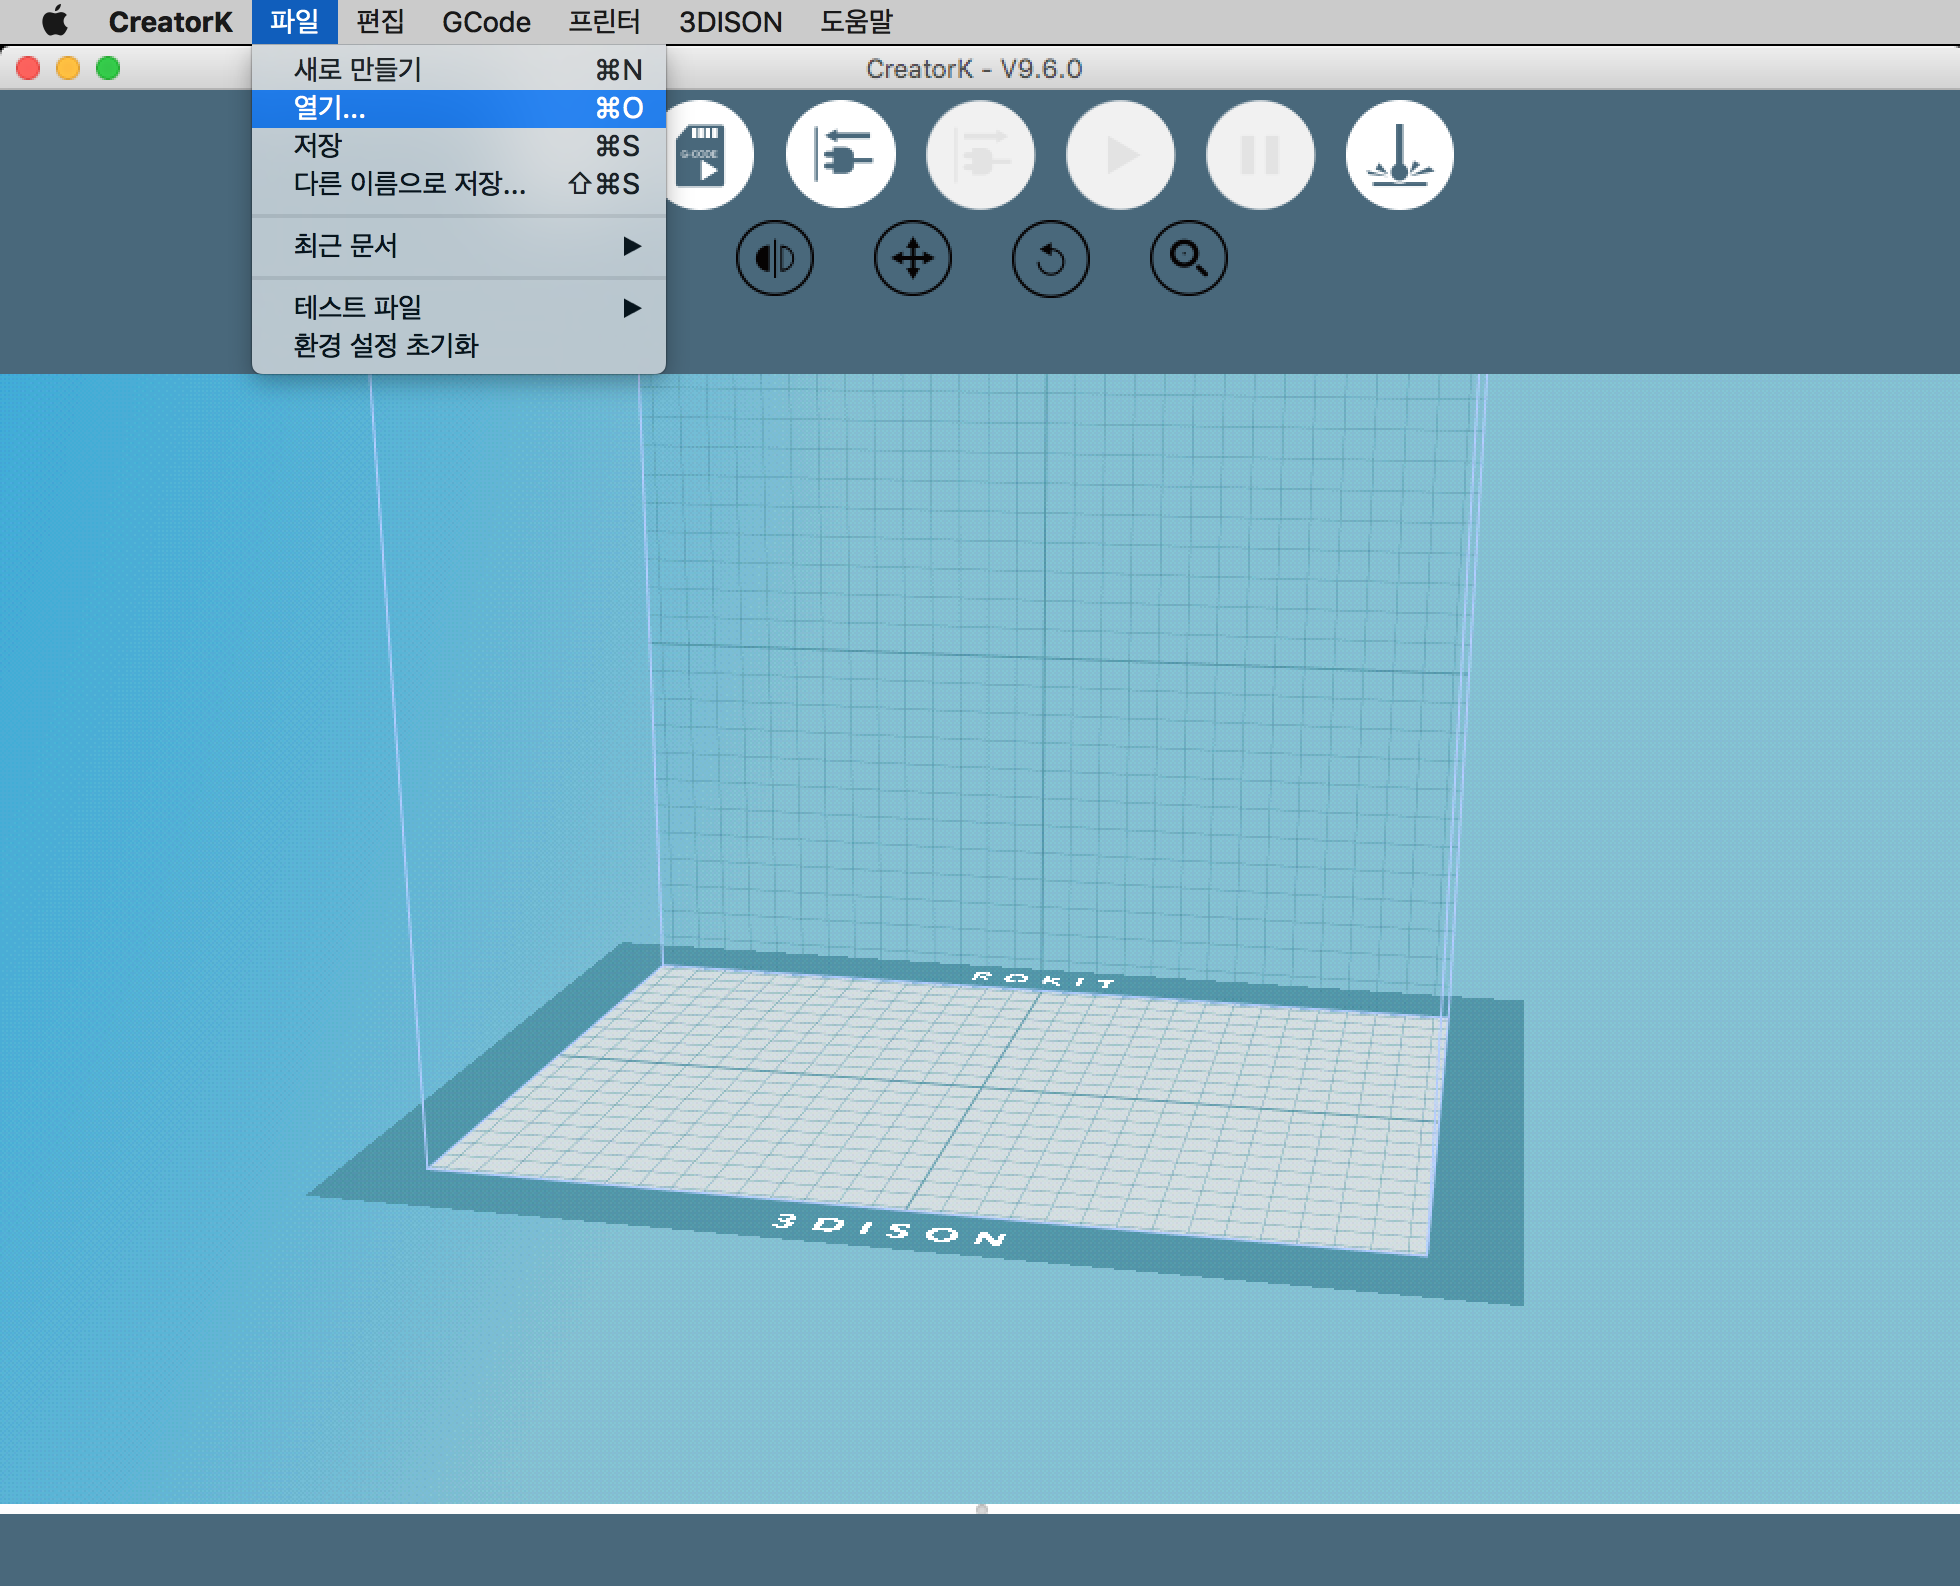 CreatorK 파일 편집 GCode 프린터 3DISON 도움말
CreatorK - V9.6.0
새로 만들기 ⌘N
열기... ⌘O
저장 ⌘S
다른 이름으로 저장... ⇧⌘S
최근 문서 ▶
테스트 파일 ▶
환경 설정 초기화
G-CODE
ROKIT
3DISON